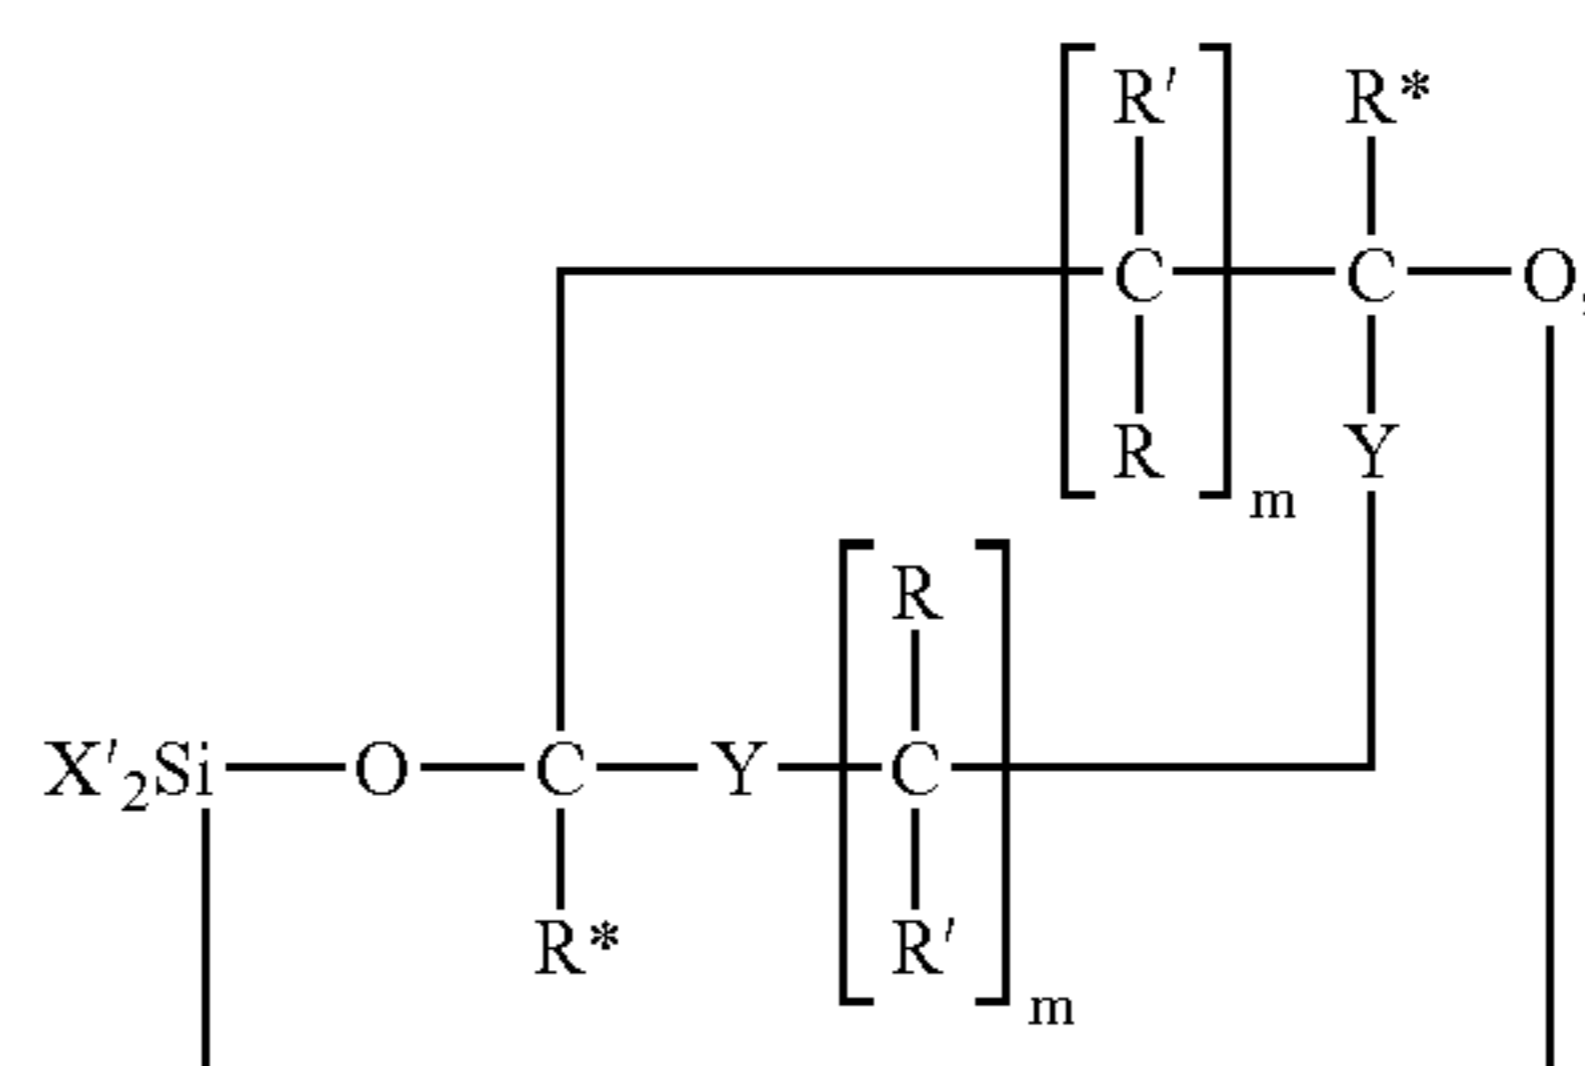 R' R*
C C O,
R Y
m
R
X'₂Si O C Y C
R* R'
m